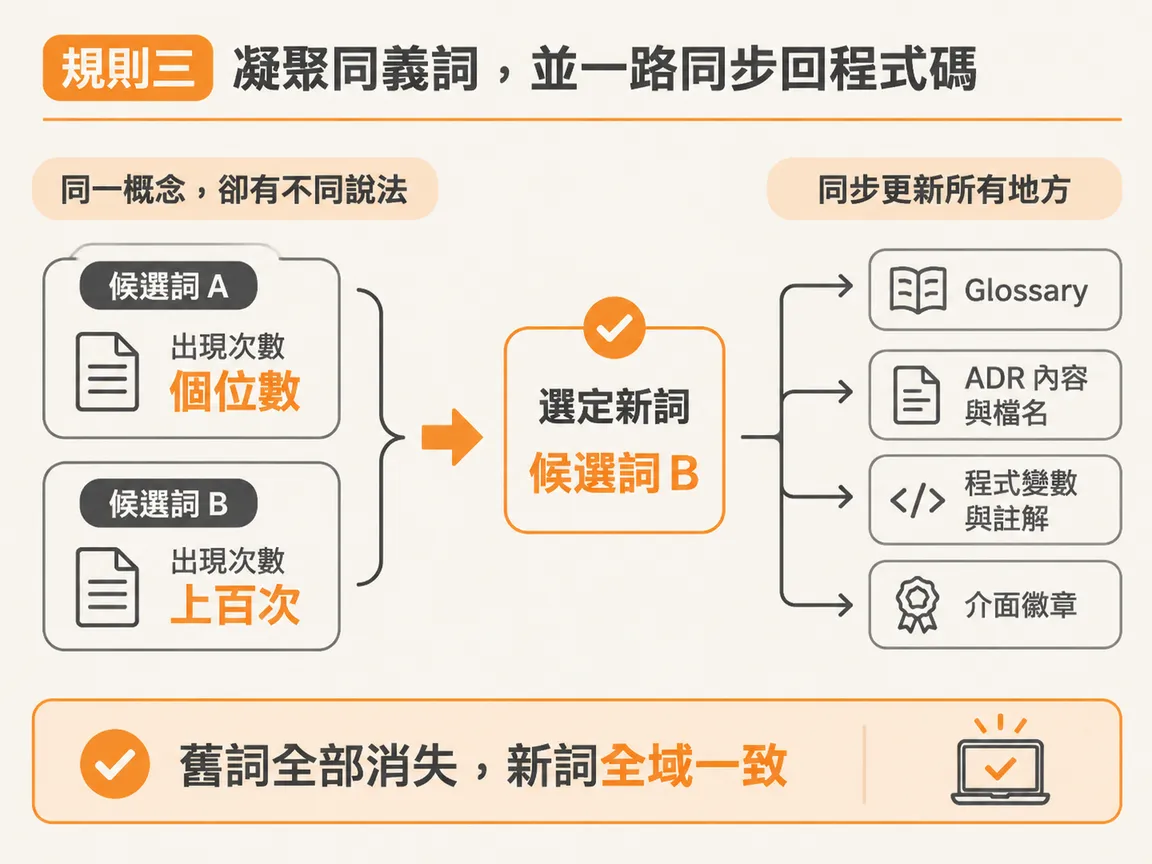 規則三 凝聚同義詞，並一路同步回程式碼
同一概念，卻有不同說法
候選詞 A
出現次數
個位數
候選詞 B
出現次數
上百次
選定新詞
候選詞 B
同步更新所有地方
Glossary
ADR 內容
與檔名
</>
程式變數
與註解
介面徽章
舊詞全部消失，新詞全域一致